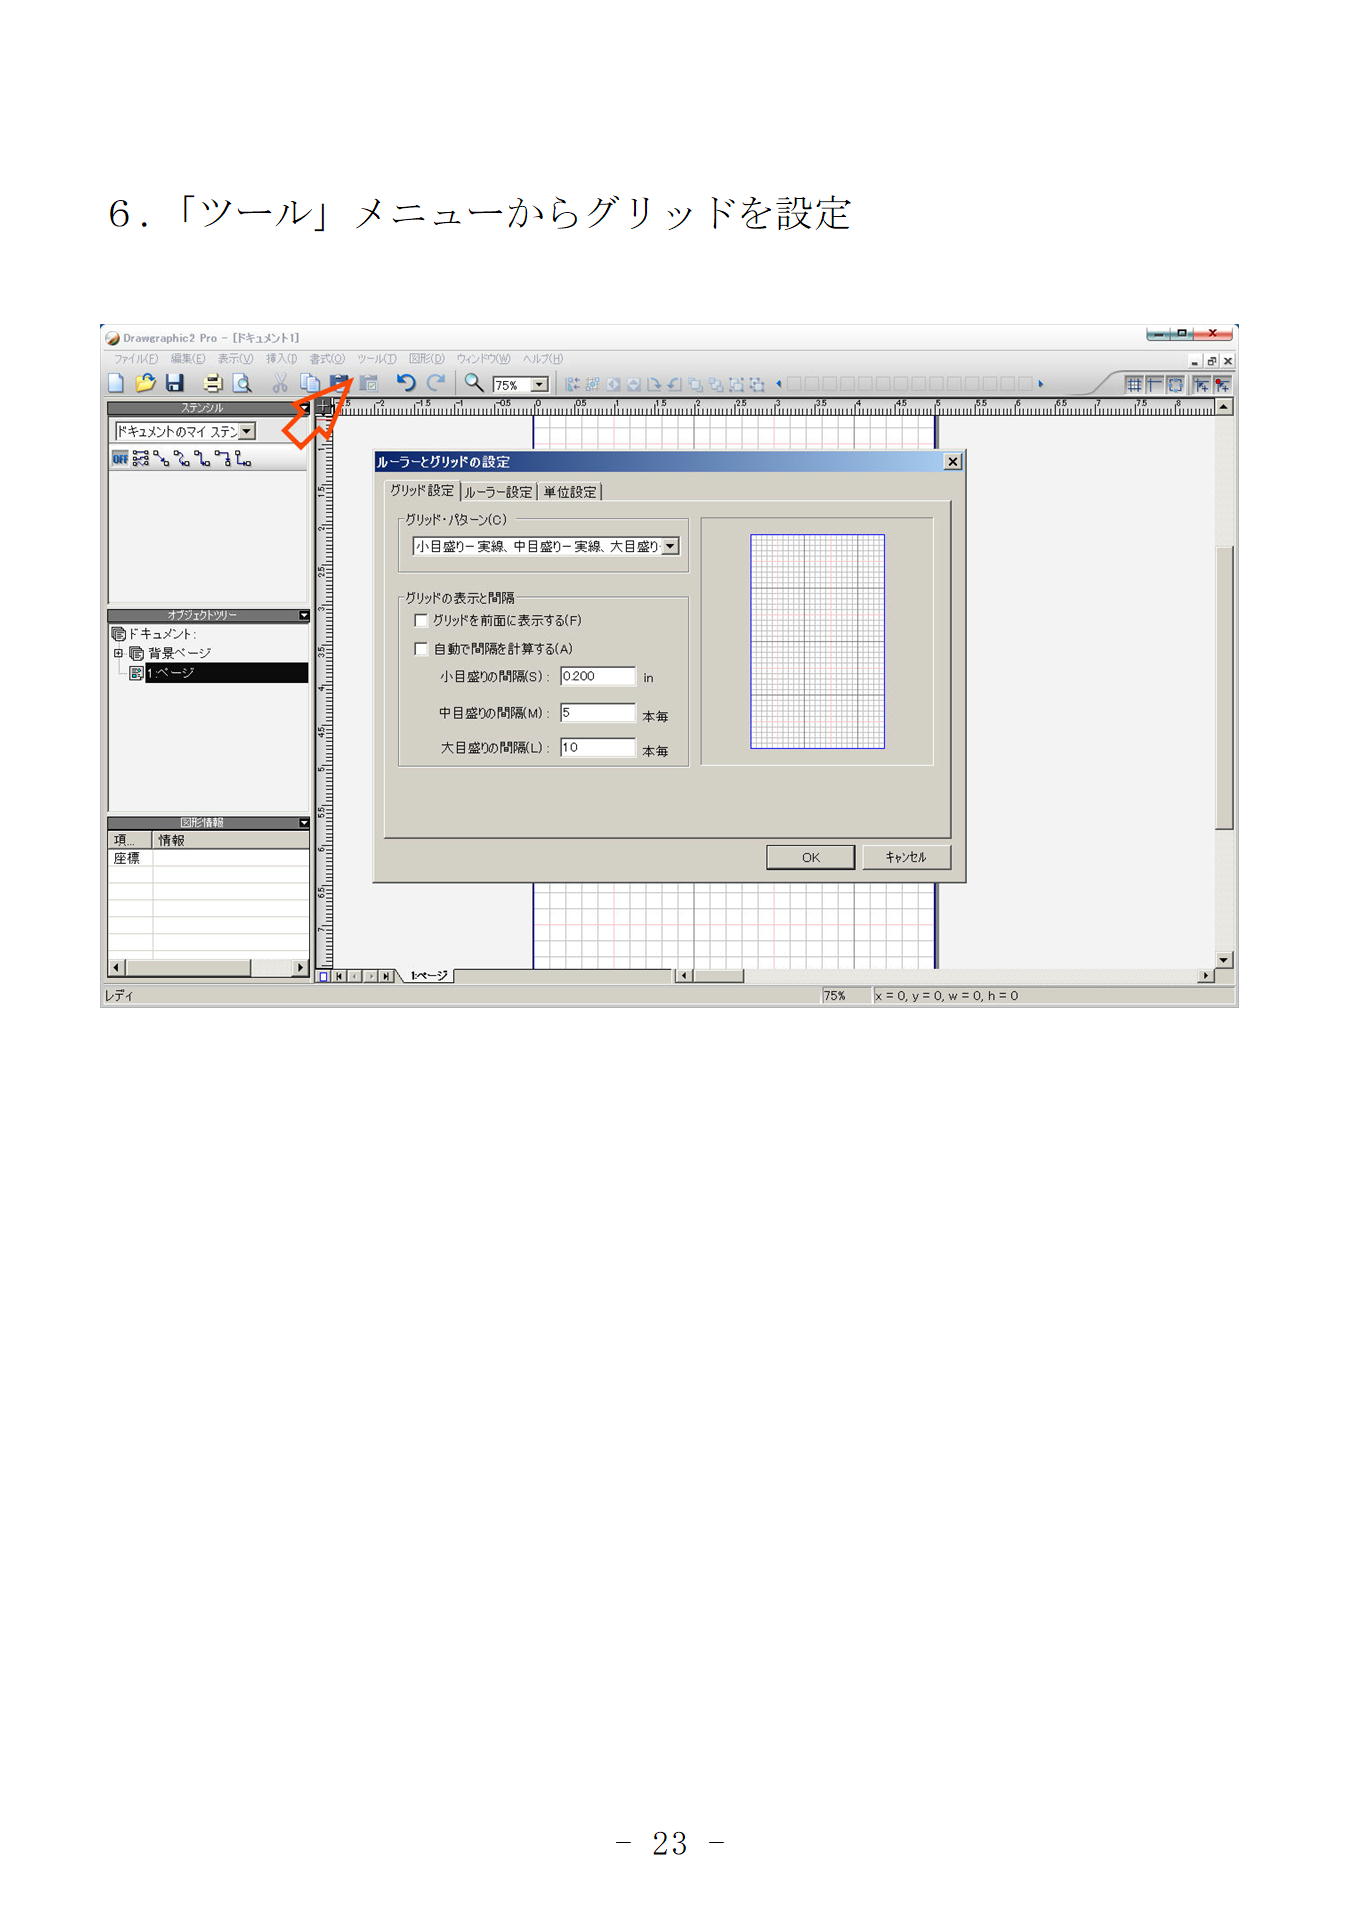 ６．「ツール」メニューからグリッドを設定
Drawgraphic2 Pro - [ドキュメント1]
ファイル(F) 編集(E) 表示(V) 挿入(I) 書式(O) ツール(T) 図形(D) ウィンドウ(W) ヘルプ(H)
75%
ステンシル
ドキュメントのマイ ステン
OFF
オブジェクトツリー
ドキュメント:
背景ページ
1:ページ
図形情報
項... 情報
座標
ルーラーとグリッドの設定
グリッド設定 ルーラー設定 単位設定
グリッド・パターン(C)
小目盛り－実線、中目盛り－実線、大目盛り
グリッドの表示と間隔
グリッドを前面に表示する(F)
自動で間隔を計算する(A)
小目盛りの間隔(S) : 0.200 in
中目盛りの間隔(M) : 5 本毎
大目盛りの間隔(L) : 10 本毎
OK キャンセル
1:ページ
レディ 75% x = 0, y = 0, w = 0, h = 0
- 23 -